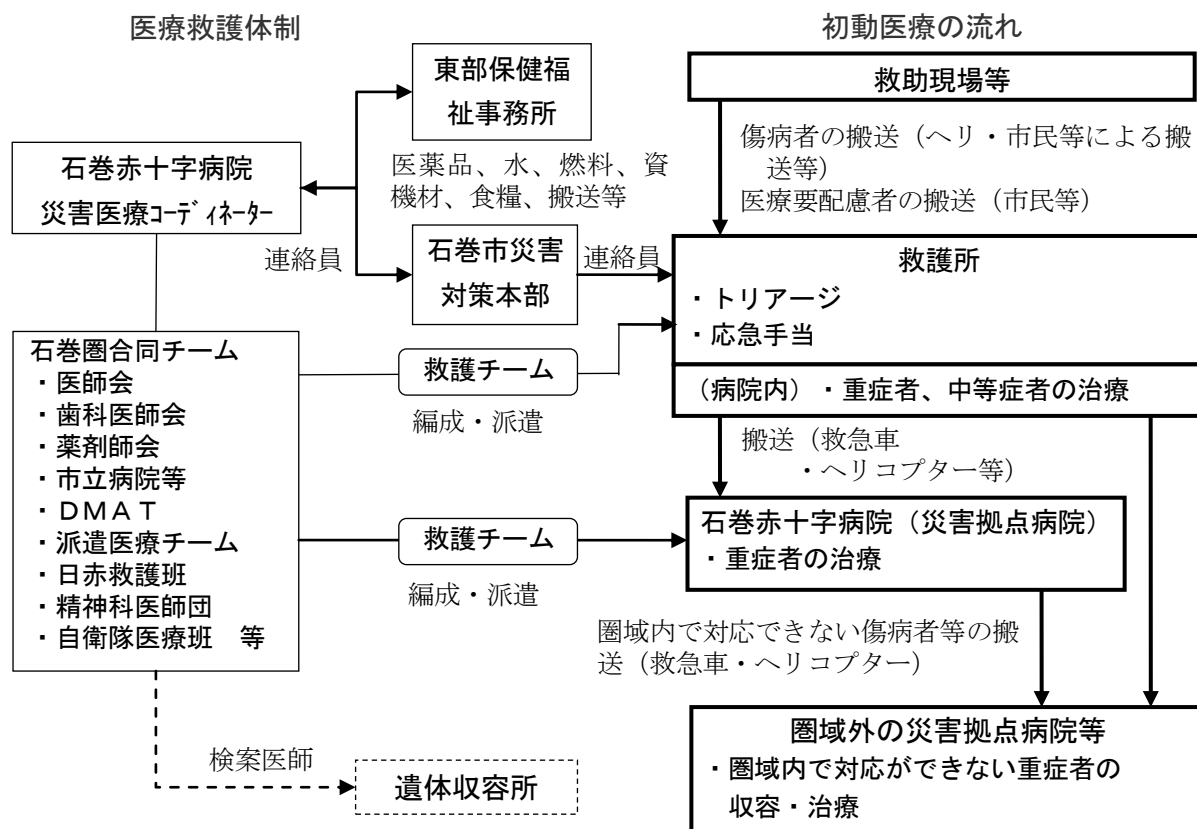 医療救護体制
東部保健福
祉事務所
医薬品、水、燃料、資
機材、食糧、搬送等
石巻赤十字病院
災害医療ｺｰﾃﾞｨﾈｰﾀｰ
連絡員
石巻市災害
対策本部
連絡員
石巻圏合同チーム
・医師会
・歯科医師会
・薬剤師会
・市立病院等
・ＤＭＡＴ
・派遣医療チーム
・日赤救護班
・精神科医師団
・自衛隊医療班　等
救護チーム
編成・派遣
救護チーム
編成・派遣
検案医師
遺体収容所
初動医療の流れ
救助現場等
傷病者の搬送（ヘリ・市民等による搬
送等）
医療要配慮者の搬送（市民等）
救護所
・トリアージ
・応急手当
（病院内）・重症者、中等症者の治療
搬送（救急車
・ヘリコプター等）
石巻赤十字病院（災害拠点病院）
・重症者の治療
圏域内で対応できない傷病者等の搬
送（救急車・ヘリコプター）
圏域外の災害拠点病院等
・圏域内で対応ができない重症者の
収容・治療